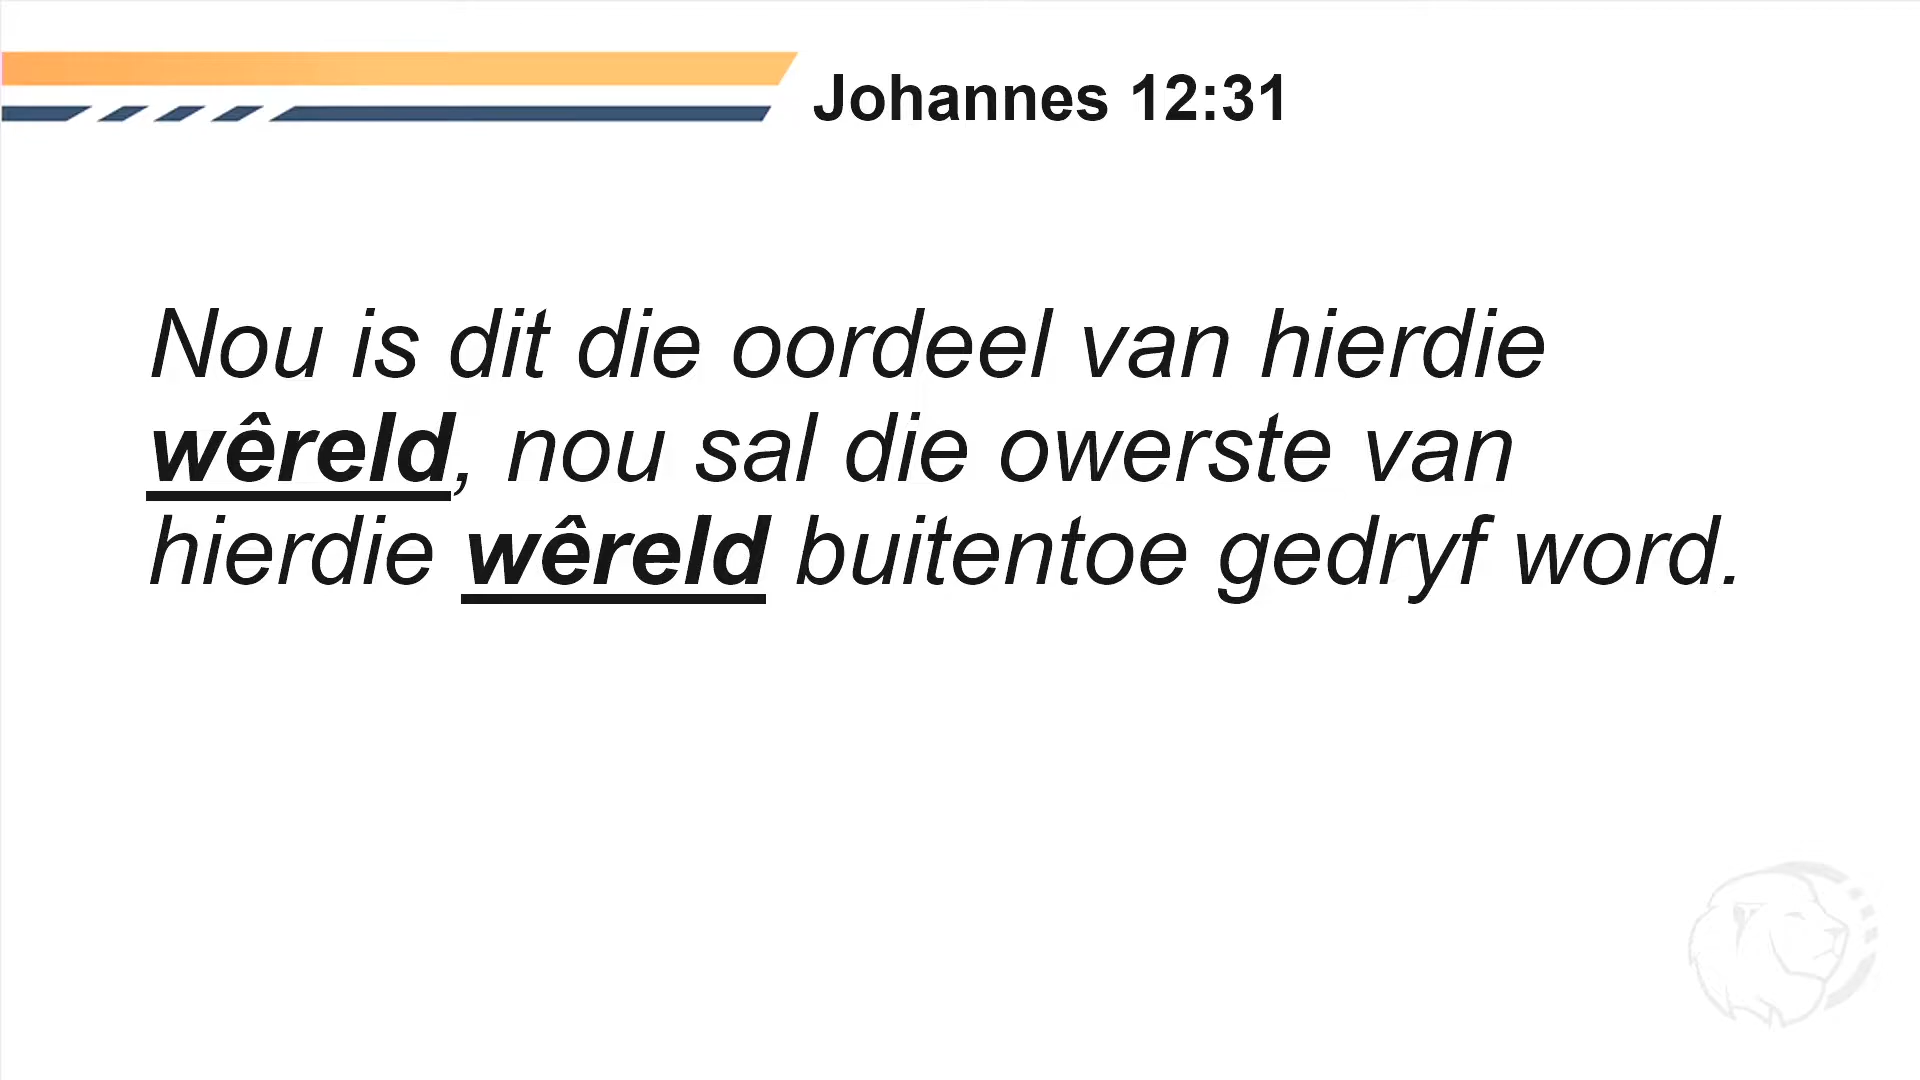 Johannes 12:31
Nou is dit die oordeel van hierdie
wêreld, nou sal die owerste van
hierdie wêreld buitentoe gedryf word.